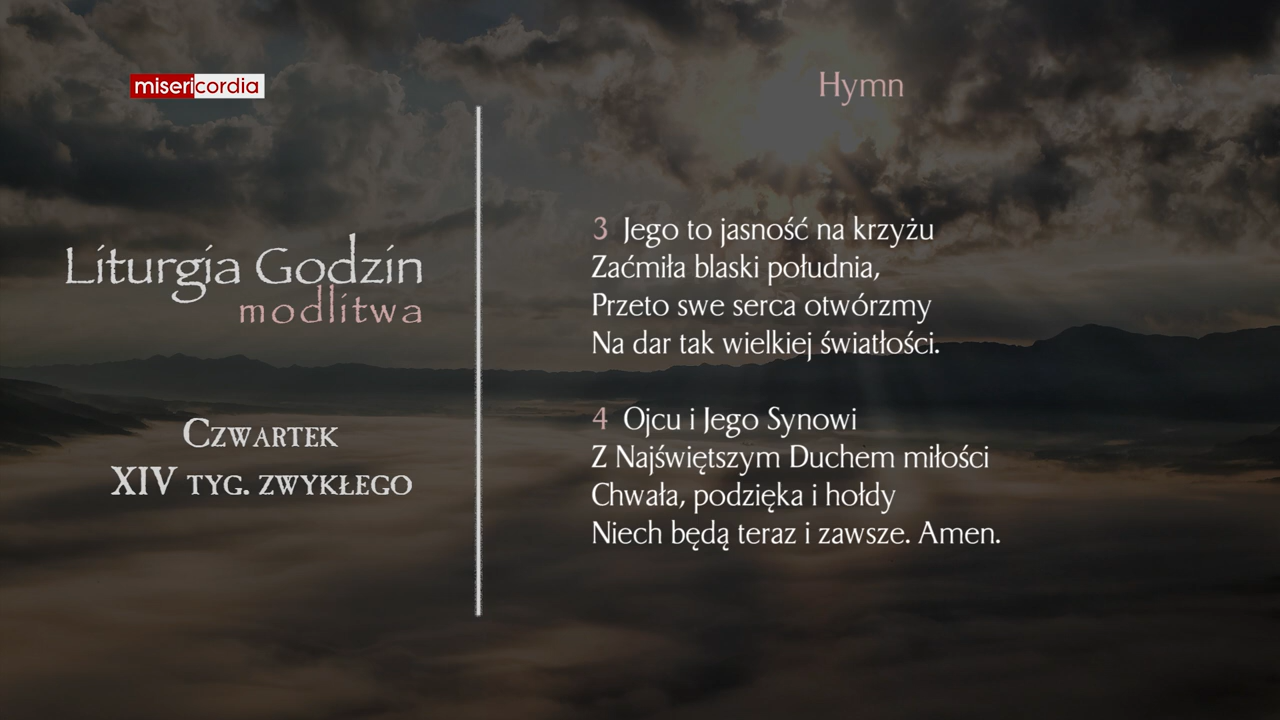 misericordia
Liturgia Godzin
modlitwa
Czwartek
XIV tyg. zwykłego
Hymn
3 Jego to jasność na krzyżu
Zaćmiła blaski południa,
Przeto swe serca otwórzmy
Na dar tak wielkiej światłości.
4 Ojcu i Jego Synowi
Z Najświętszym Duchem miłości
Chwała, podzięka i hołdy
Niech będą teraz i zawsze. Amen.